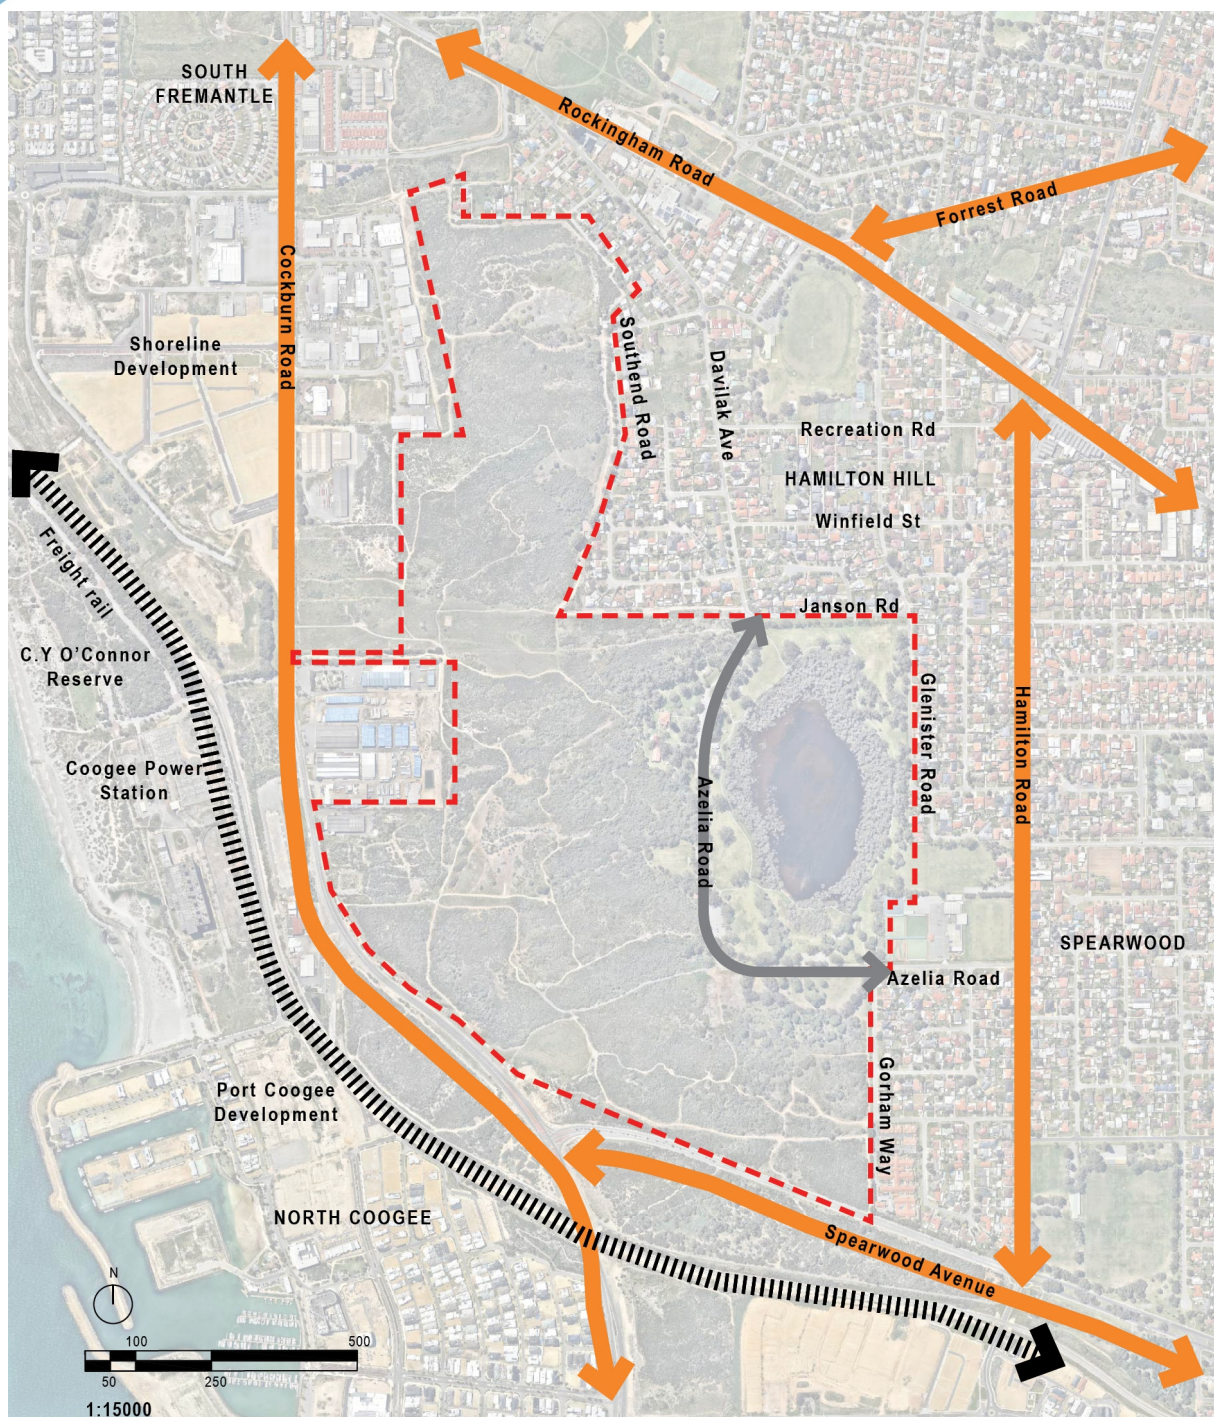 SOUTH
FREMANTLE
Rockingham Road
Forrest Road
Cockburn Road
Shoreline
Development
Southend Road
Davilak Ave
Recreation Rd
HAMILTON HILL
Winfield St
Freight rail
Janson Rd
C.Y O'Connor
Reserve
Glenister Road
Hamilton Road
Coogee Power
Station
Azelia Road
SPEARWOOD
Azelia Road
Port Coogee
Development
Gorham Way
NORTH COOGEE
Spearwood Avenue
N
100
500
50
250
1:15000